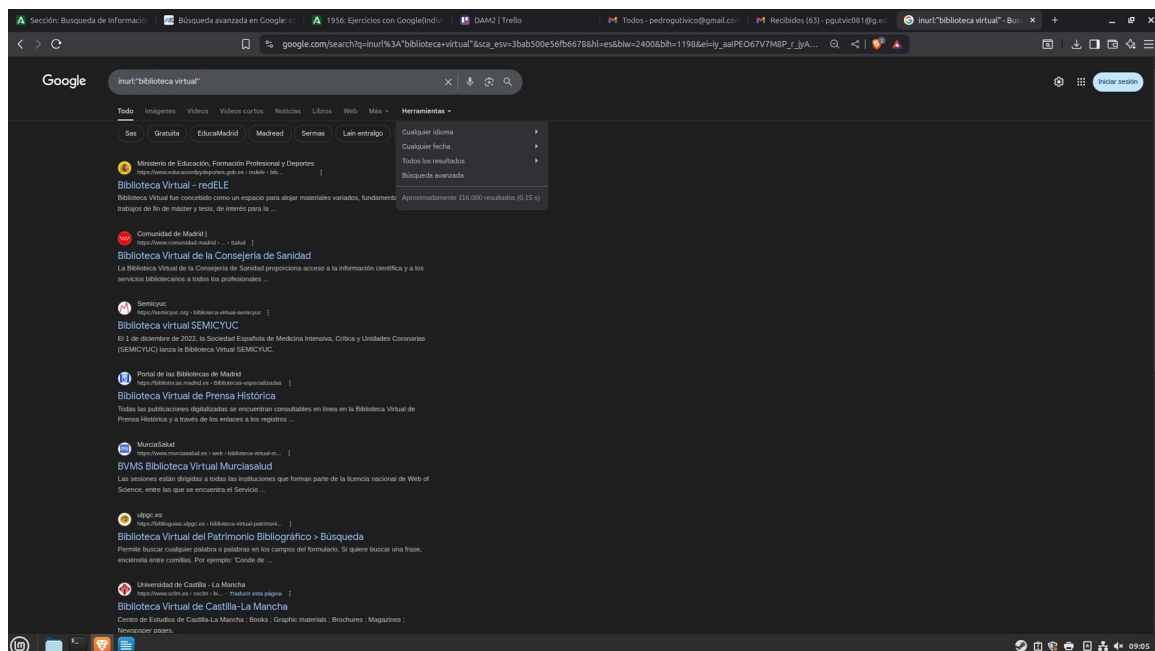 Sección: Busqueda de Informació
Búsqueda avanzada en Google: co
1956: Ejercicios con Google(Indivi
DAM2 | Trello
Todos - pedrogutivico@gmail.com
Recibidos (63) - pgutvic081@g.ed
inurl:"biblioteca virtual" - Bus
google.com/search?q=inurl%3A"biblioteca+virtual"&sca_esv=3bab500e56fb6678&hl=es&biw=2400&bih=1198&ei=iy_aaIPEO67V7M8P_r_jyA...
Google
inurl:"biblioteca virtual"
Iniciar sesión
Todo Imágenes Vídeos Vídeos cortos Noticias Libros Web Más Herramientas
Sas Gratuita EducaMadrid Madread Sermas Lain entralgo
Cualquier idioma
Cualquier fecha
Todos los resultados
Búsqueda avanzada
Aproximadamente 116.000 resultados (0,15 s)
Ministerio de Educación, Formación Profesional y Deportes
https://www.educacionfpydeportes.gob.es › redele › bib...
Biblioteca Virtual - redELE
Biblioteca Virtual fue concebido como un espacio para alojar materiales variados, fundamenta
trabajos de fin de máster y tesis, de interés para la ...
Comunidad de Madrid |
https://www.comunidad.madrid › ... › Salud
Biblioteca Virtual de la Consejería de Sanidad
La Biblioteca Virtual de la Consejería de Sanidad proporciona acceso a la información científica y a los
servicios bibliotecarios a todos los profesionales ...
Semicyuc
https://semicyuc.org › biblioteca-virtual-semicyuc
Biblioteca virtual SEMICYUC
El 1 de diciembre de 2022, la Sociedad Española de Medicina Intensiva, Crítica y Unidades Coronarias
(SEMICYUC) lanza la Biblioteca Virtual SEMICYUC.
Portal de las Bibliotecas de Madrid
https://bibliotecas.madrid.es › Bibliotecas-especializadas
Biblioteca Virtual de Prensa Histórica
Todas las publicaciones digitalizadas se encuentran consultables en línea en la Biblioteca Virtual de
Prensa Histórica y a través de los enlaces a los registros ...
MurciaSalud
https://www.murciasalud.es › web › biblioteca-virtual-m...
BVMS Biblioteca Virtual Murciasalud
Las sesiones están dirigidas a todas las instituciones que forman parte de la licencia nacional de Web of
Science, entre las que se encuentra el Servicio ...
ulpgc.es
https://biblioguias.ulpgc.es › biblioteca-virtual-patrimoni...
Biblioteca Virtual del Patrimonio Bibliográfico > Búsqueda
Permite buscar cualquier palabra o palabras en los campos del formulario. Si quiere buscar una frase,
enciérrela entre comillas. Por ejemplo: 'Conde de ...
Universidad de Castilla - La Mancha
https://www.uclm.es › ceclm › bi... · Traducir esta página
Biblioteca Virtual de Castilla-La Mancha
Centro de Estudios de Castilla-La Mancha ; Books ; Graphic materials ; Brochures ; Magazines ;
Newspaper pages.
09:05